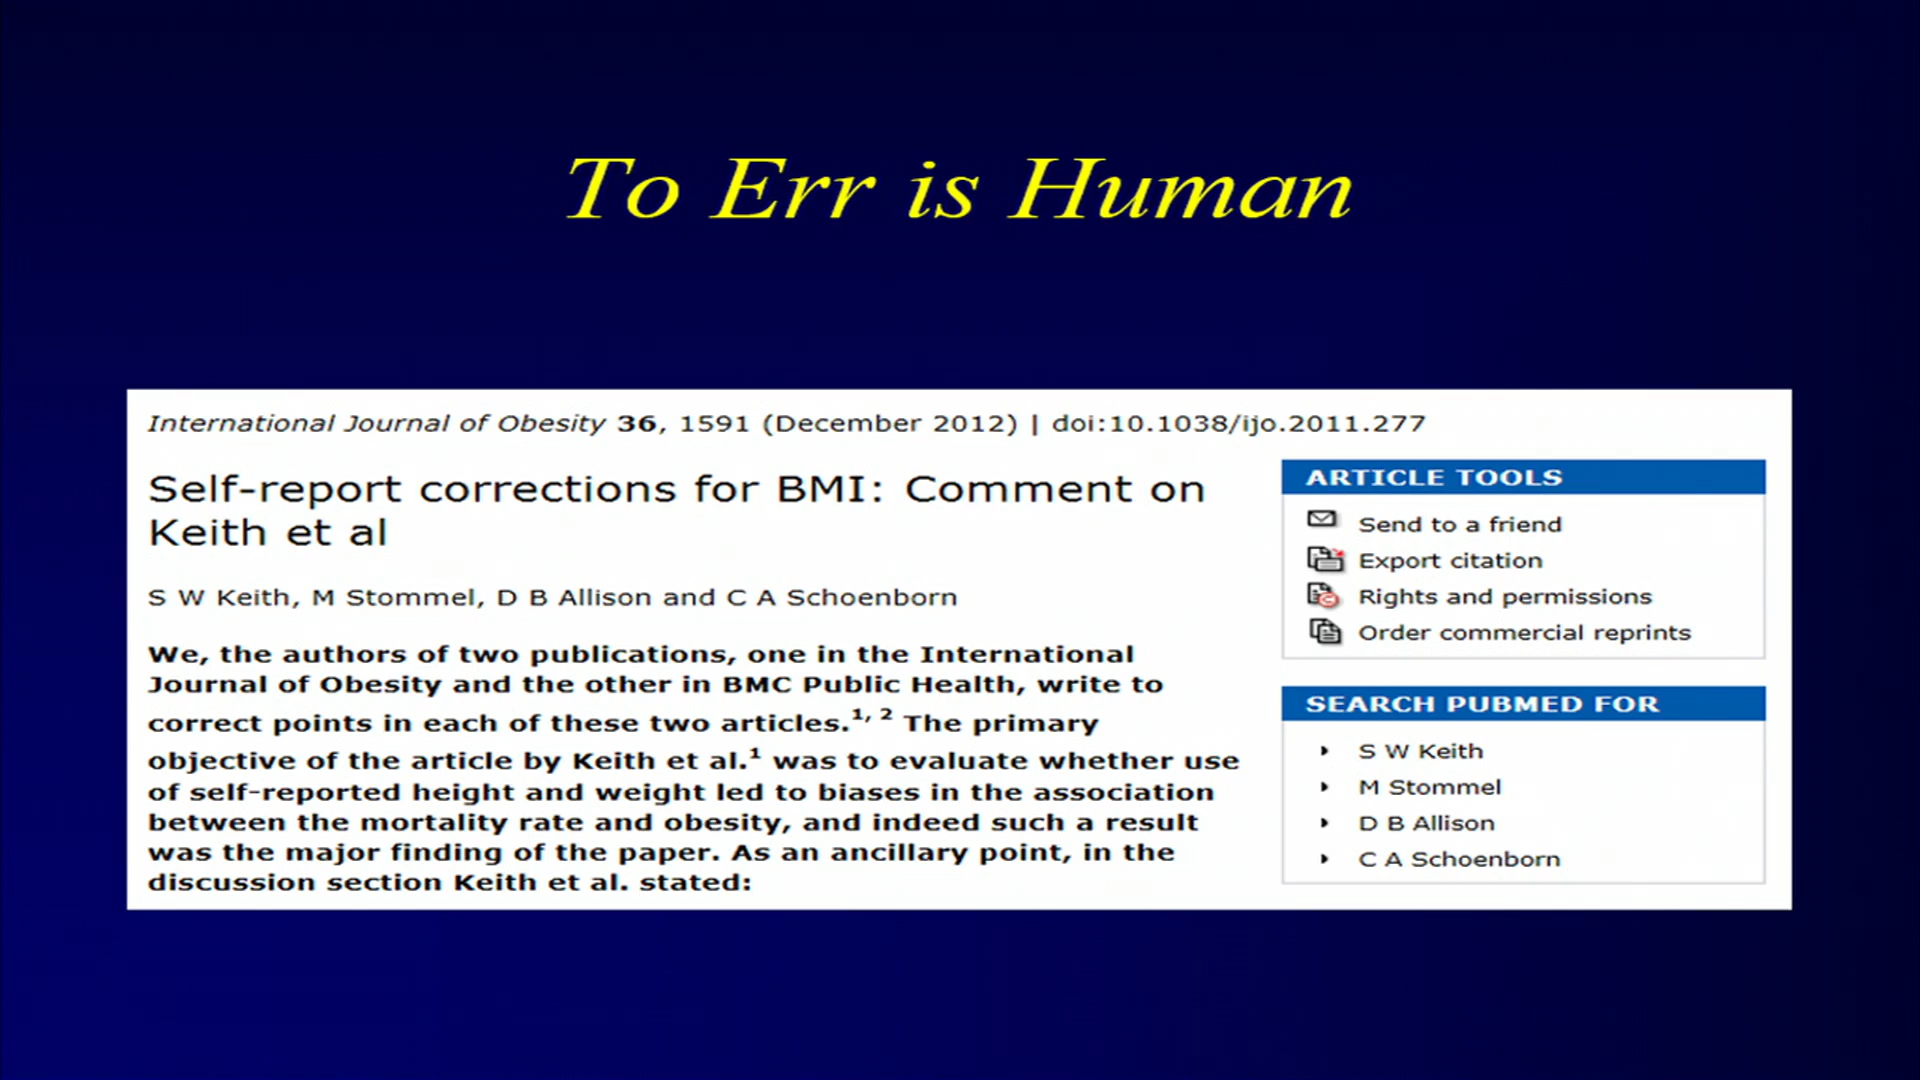 To Err is Human
International Journal of Obesity 36, 1591 (December 2012) | doi:10.1038/ijo.2011.277
Self-report corrections for BMI: Comment on
Keith et al
S W Keith, M Stommel, D B Allison and C A Schoenborn
We, the authors of two publications, one in the International
Journal of Obesity and the other in BMC Public Health, write to
correct points in each of these two articles.1, 2 The primary
objective of the article by Keith et al.1 was to evaluate whether use
of self-reported height and weight led to biases in the association
between the mortality rate and obesity, and indeed such a result
was the major finding of the paper. As an ancillary point, in the
discussion section Keith et al. stated:
ARTICLE TOOLS
Send to a friend
Export citation
Rights and permissions
Order commercial reprints
SEARCH PUBMED FOR
S W Keith
M Stommel
D B Allison
C A Schoenborn